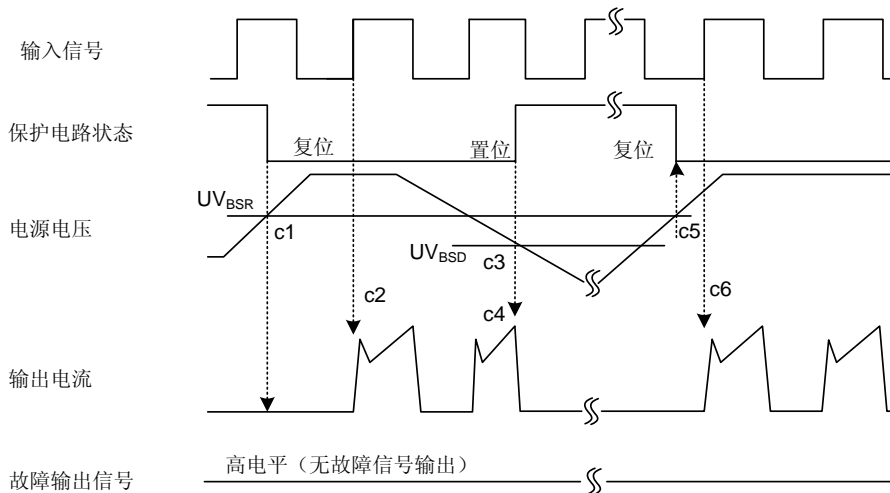 输入信号
保护电路状态
复位
置位
复位
UVBSR
电源电压
c1
c3
c5
UVBSD
c2
c4
c6
输出电流
高电平（无故障信号输出）
故障输出信号